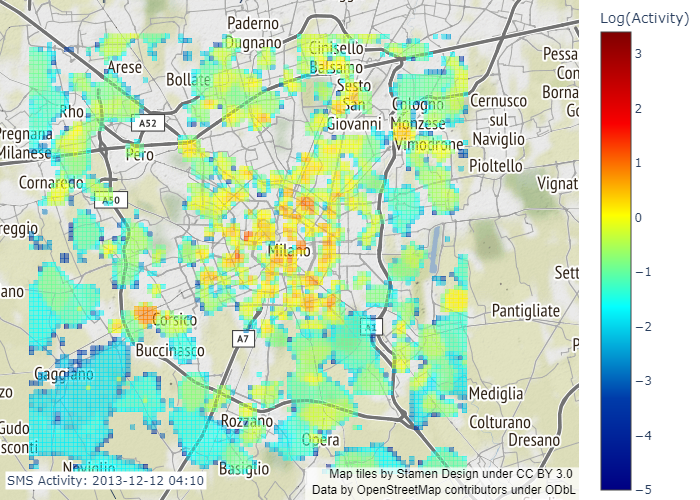 Log(Activity)
3
2
1
0
−1
−2
−3
−4
−5
Paderno
Dugnano
Cinisello
Balsamo
Arese
Bollate
Sesto
San
Giovanni
Cologno
Monzese
Cernusco
sul
Naviglio
Pessa
Con
Borna
Go
Rho
A52
Pregnana
Milanese
Pero
Vimodrone
Pioltello
Cornaredo
A50
Vignat
reggio
Milano
Sett
ano
Corsico
A7
A1
Pantigliate
Buccinasco
P
Gaggiano
zo
Mediglia
Rozzano
Colturano
Gudo
sconti
Opera
Dresano
Noviglio
Basiglio
SMS Activity: 2013-12-12 04:10
Map tiles by Stamen Design under CC BY 3.0
Data by OpenStreetMap contributors under ODbL